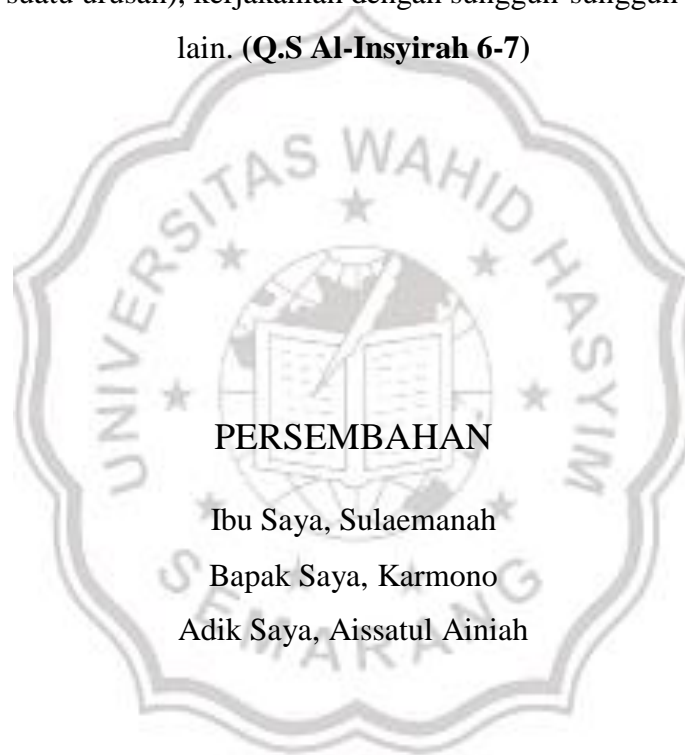 suatu urusan), kerjakanlah dengan sungguh-sungguh
lain. (Q.S Al-Insyirah 6-7)
UNIVERSITAS WAHID HASYIM
SEMARANG
PERSEMBAHAN
Ibu Saya, Sulaemanah
Bapak Saya, Karmono
Adik Saya, Aissatul Ainiah